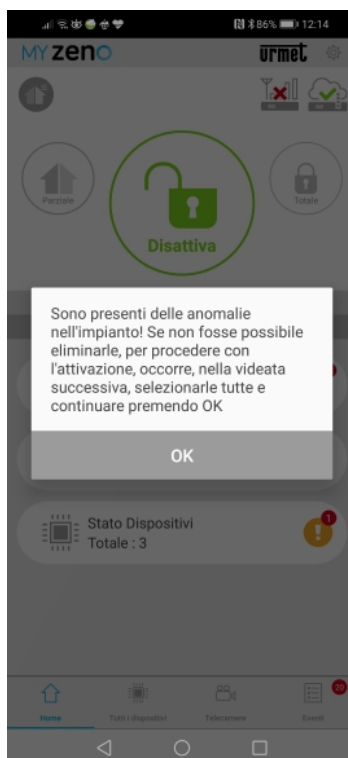 86% 12:14
MY zeno
urmet
Parziale
Totale
Disattiva
Sono presenti delle anomalie
nell'impianto! Se non fosse possibile
eliminarle, per procedere con
l'attivazione, occorre, nella videata
successiva, selezionarle tutte e
continuare premendo OK
OK
Stato Dispositivi
1
Totale : 3
20
Home
Tutti i dispositivi
Telecamere
Eventi